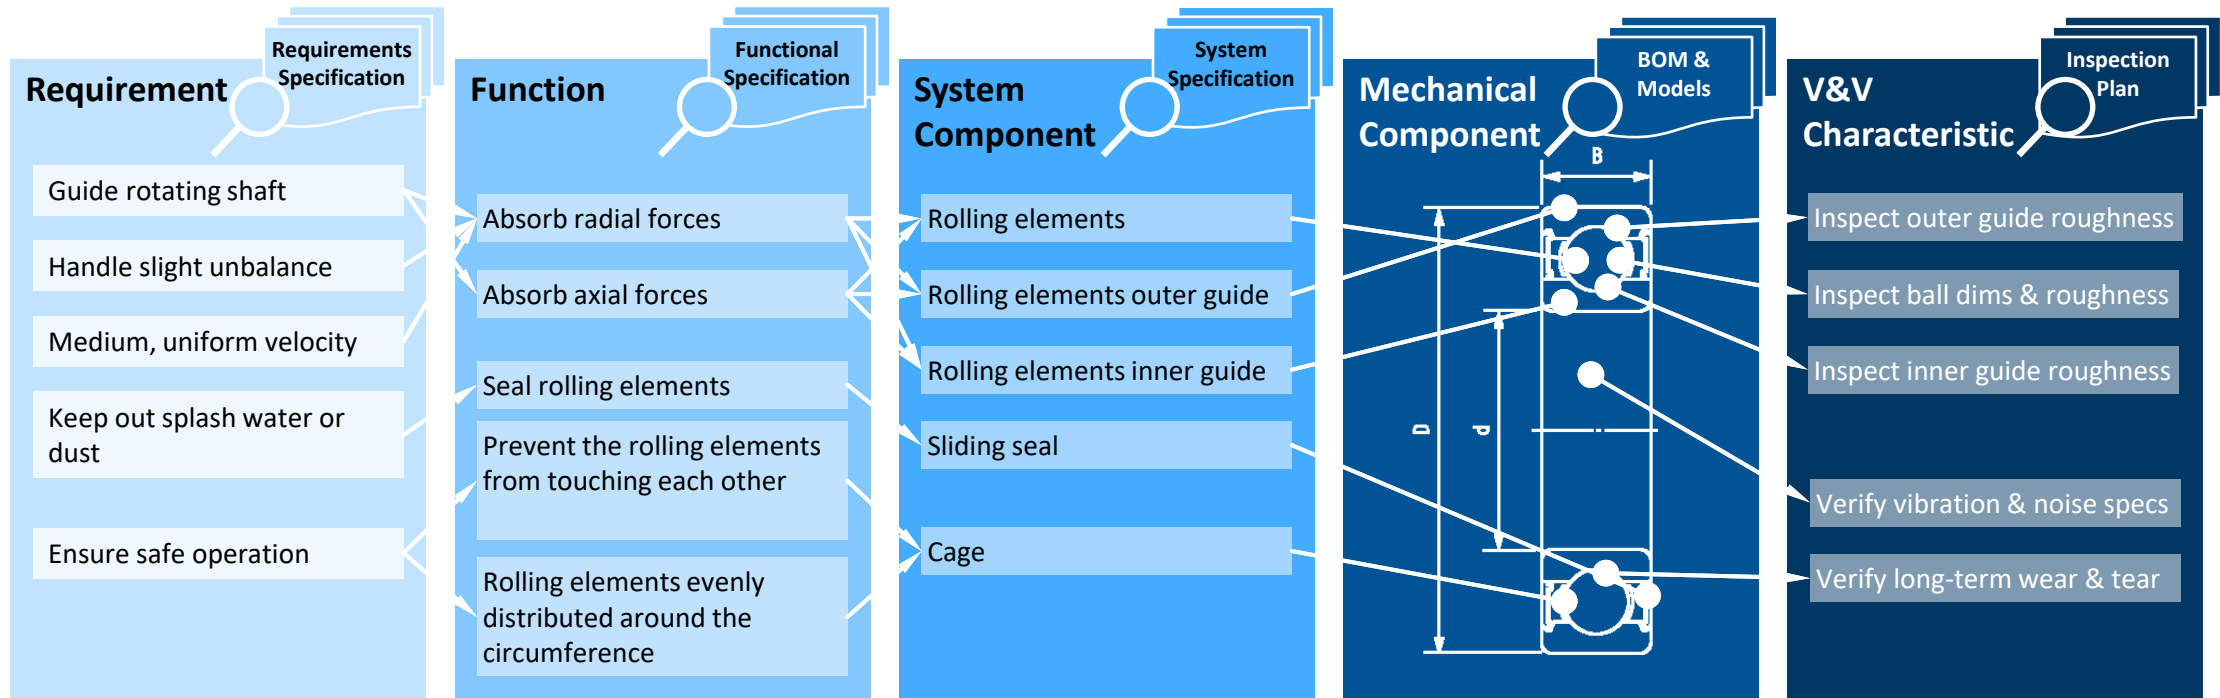 Requirement
Requirements
Specification
Guide rotating shaft
Handle slight unbalance
Medium, uniform velocity
Keep out splash water or
dust
Ensure safe operation
Function
Functional
Specification
Absorb radial forces
Absorb axial forces
Seal rolling elements
Prevent the rolling elements
from touching each other
Rolling elements evenly
distributed around the
circumference
System
Component
System
Specification
Rolling elements
Rolling elements outer guide
Rolling elements inner guide
Sliding seal
Cage
Mechanical
Component
BOM &
Models
B
D
d
V&V
Characteristic
Inspection
Plan
Inspect outer guide roughness
Inspect ball dims & roughness
Inspect inner guide roughness
Verify vibration & noise specs
Verify long-term wear & tear